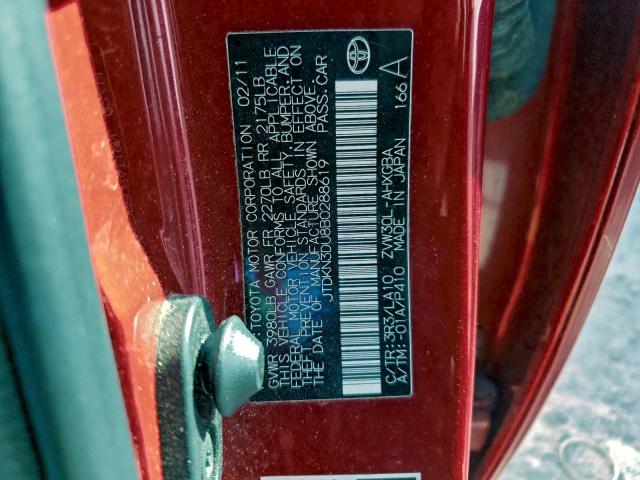 TOYOTA MOTOR CORPORATION 02/11
GVWR 3980LB GAWR FR 2270LB RR 2175LB
THIS VEHICLE CONFORMS TO ALL APPLICABLE
FEDERAL MOTOR VEHICLE SAFETY, BUMPER, AND
THEFT PREVENTION STANDARDS IN EFFECT ON
THE DATE OF MANUFACTURE SHOWN ABOVE.
JTDKN3DU8B0288619 PASS.CAR
C/TR:3R3/LA10 ZVW30L-AHXGBA
A/TM:-01A/P410 MADE IN JAPAN
166 A